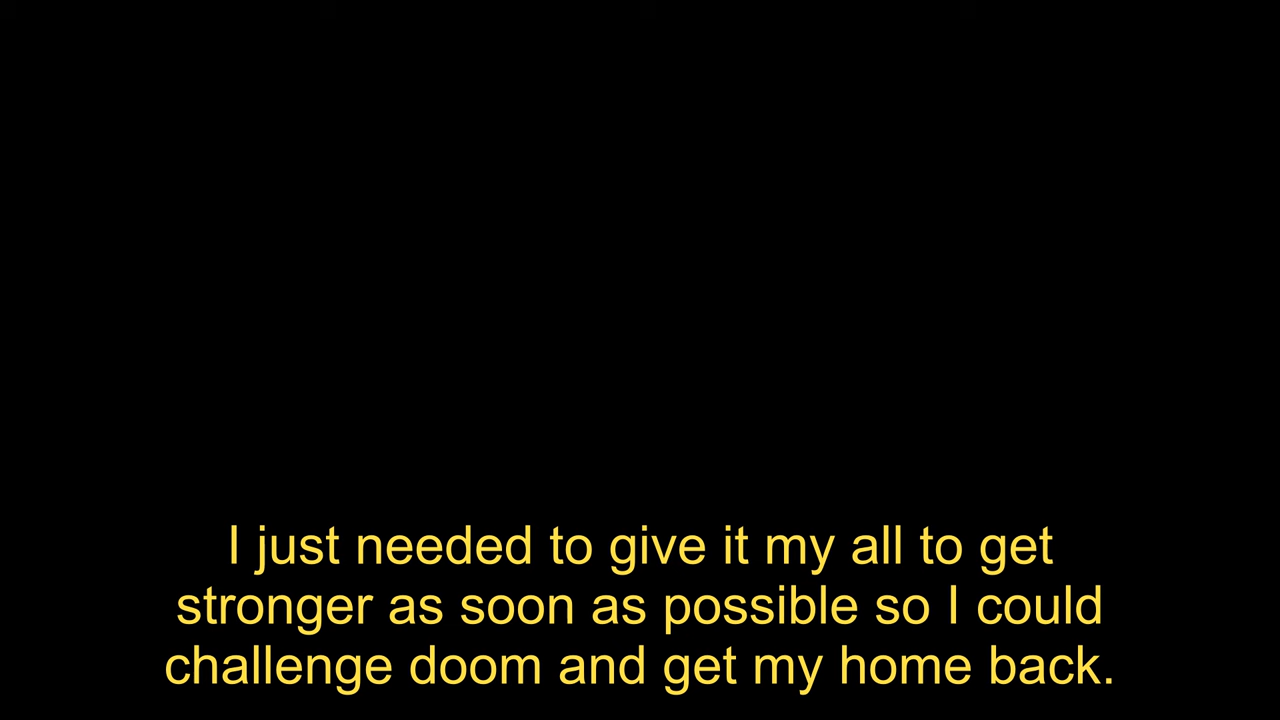 I just needed to give it my all to get
stronger as soon as possible so I could
challenge doom and get my home back.